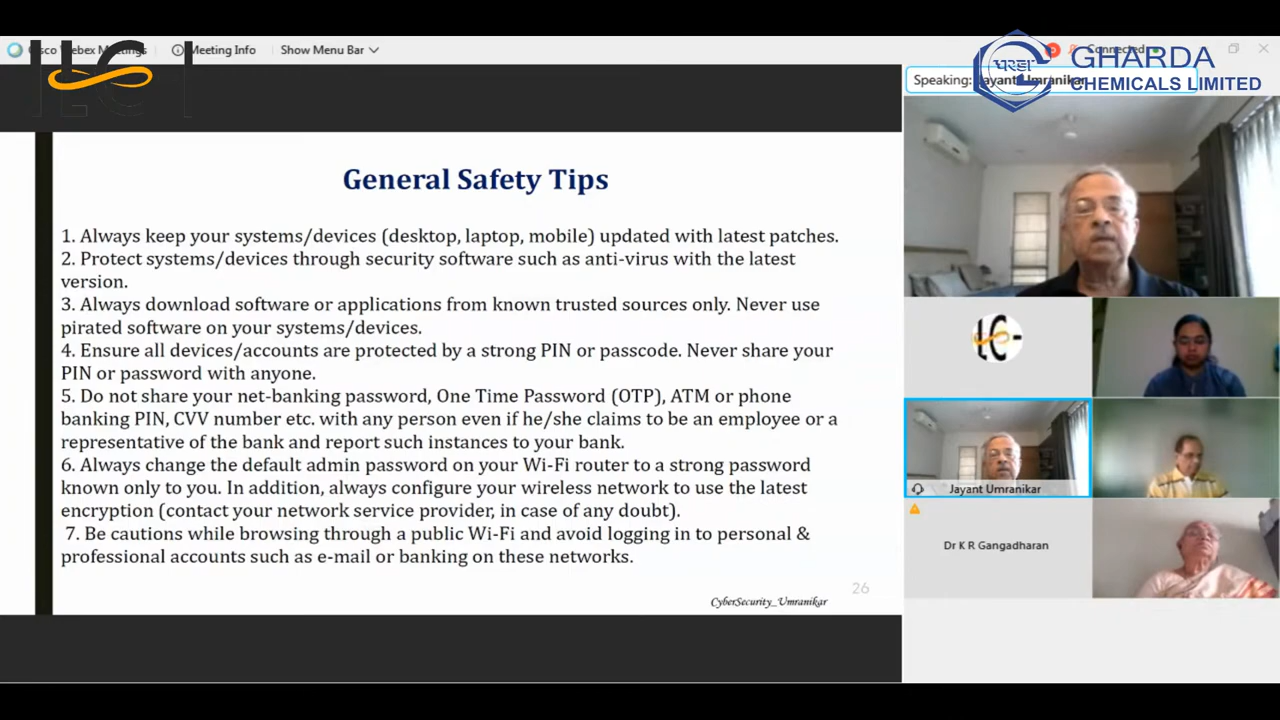 Cisco Webex Meetings
Meeting Info
Show Menu Bar
Connected
ILC
GHARDA
CHEMICALS LIMITED
परख
Speaking: Jayant Umranikar
General Safety Tips
1. Always keep your systems/devices (desktop, laptop, mobile) updated with latest patches.
2. Protect systems/devices through security software such as anti-virus with the latest
version.
3. Always download software or applications from known trusted sources only. Never use
pirated software on your systems/devices.
4. Ensure all devices/accounts are protected by a strong PIN or passcode. Never share your
PIN or password with anyone.
5. Do not share your net-banking password, One Time Password (OTP), ATM or phone
banking PIN, CVV number etc. with any person even if he/she claims to be an employee or a
representative of the bank and report such instances to your bank.
6. Always change the default admin password on your Wi-Fi router to a strong password
known only to you. In addition, always configure your wireless network to use the latest
encryption (contact your network service provider, in case of any doubt).
7. Be cautions while browsing through a public Wi-Fi and avoid logging in to personal &
professional accounts such as e-mail or banking on these networks.
26
CyberSecurity_Umranikar
Jayant Umranikar
Dr K R Gangadharan